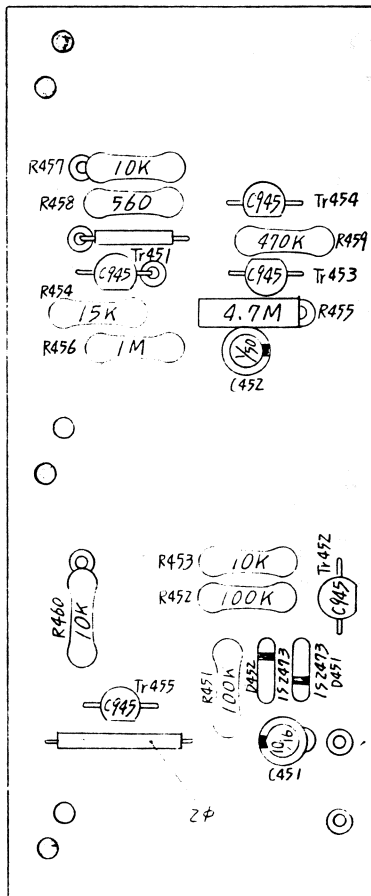 R457 10K
R458 560
C945 Tr454
470K R459
Tr451
C945
C945 Tr453
R454
15K
4.7M R455
R456 1M
1/50
C452
R453 10K
Tr452
C945
R452 100K
R460
10K
R451
100K
D452
1S2473
1S2473
D451
Tr455
C945
10/16
C451
2φ